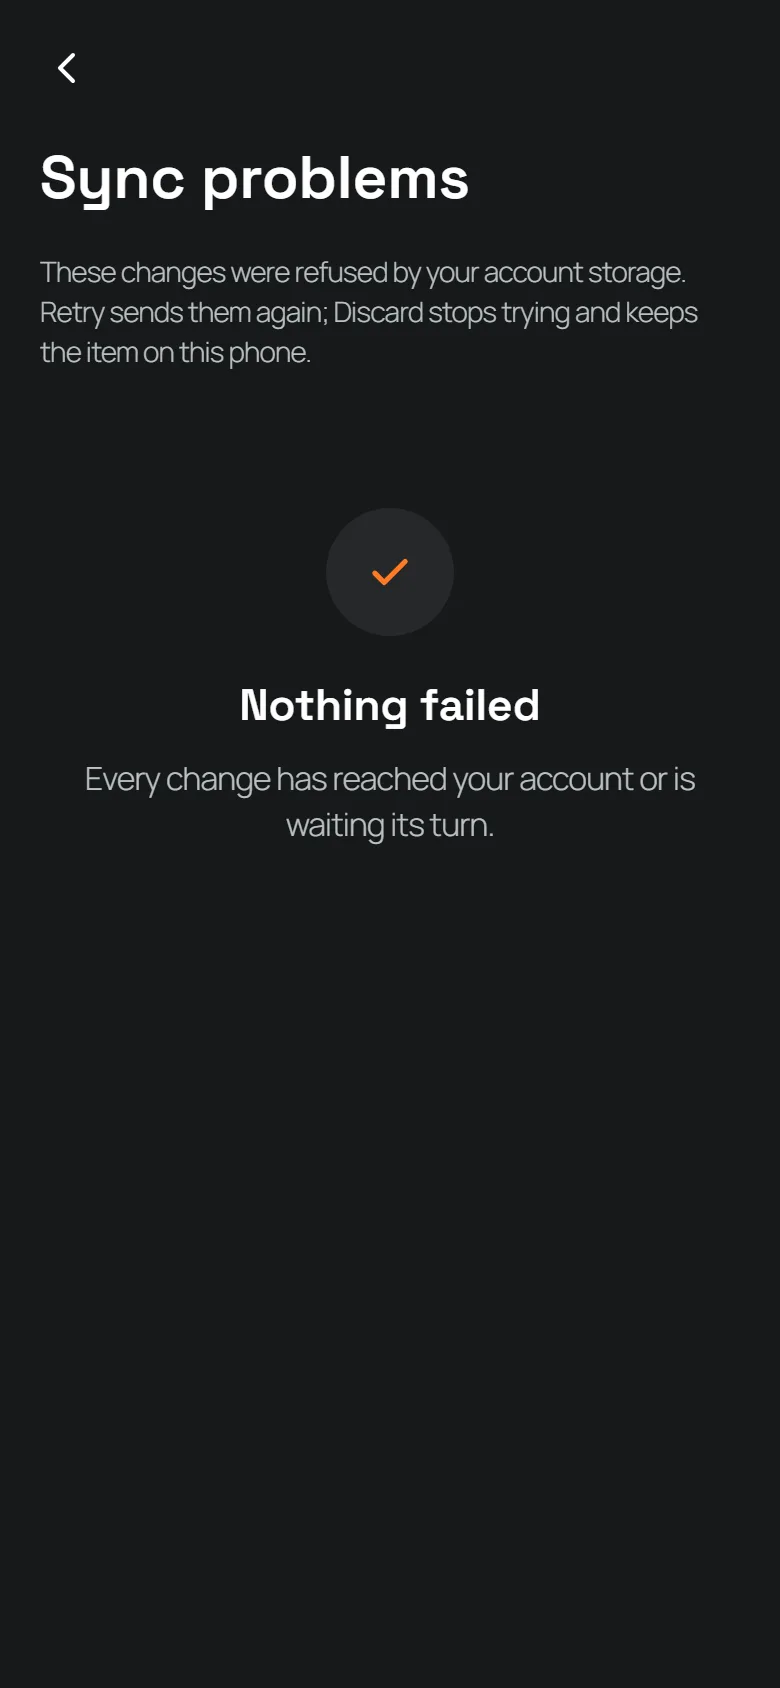 Sync problems
These changes were refused by your account storage.
Retry sends them again; Discard stops trying and keeps
the item on this phone.
Nothing failed
Every change has reached your account or is
waiting its turn.